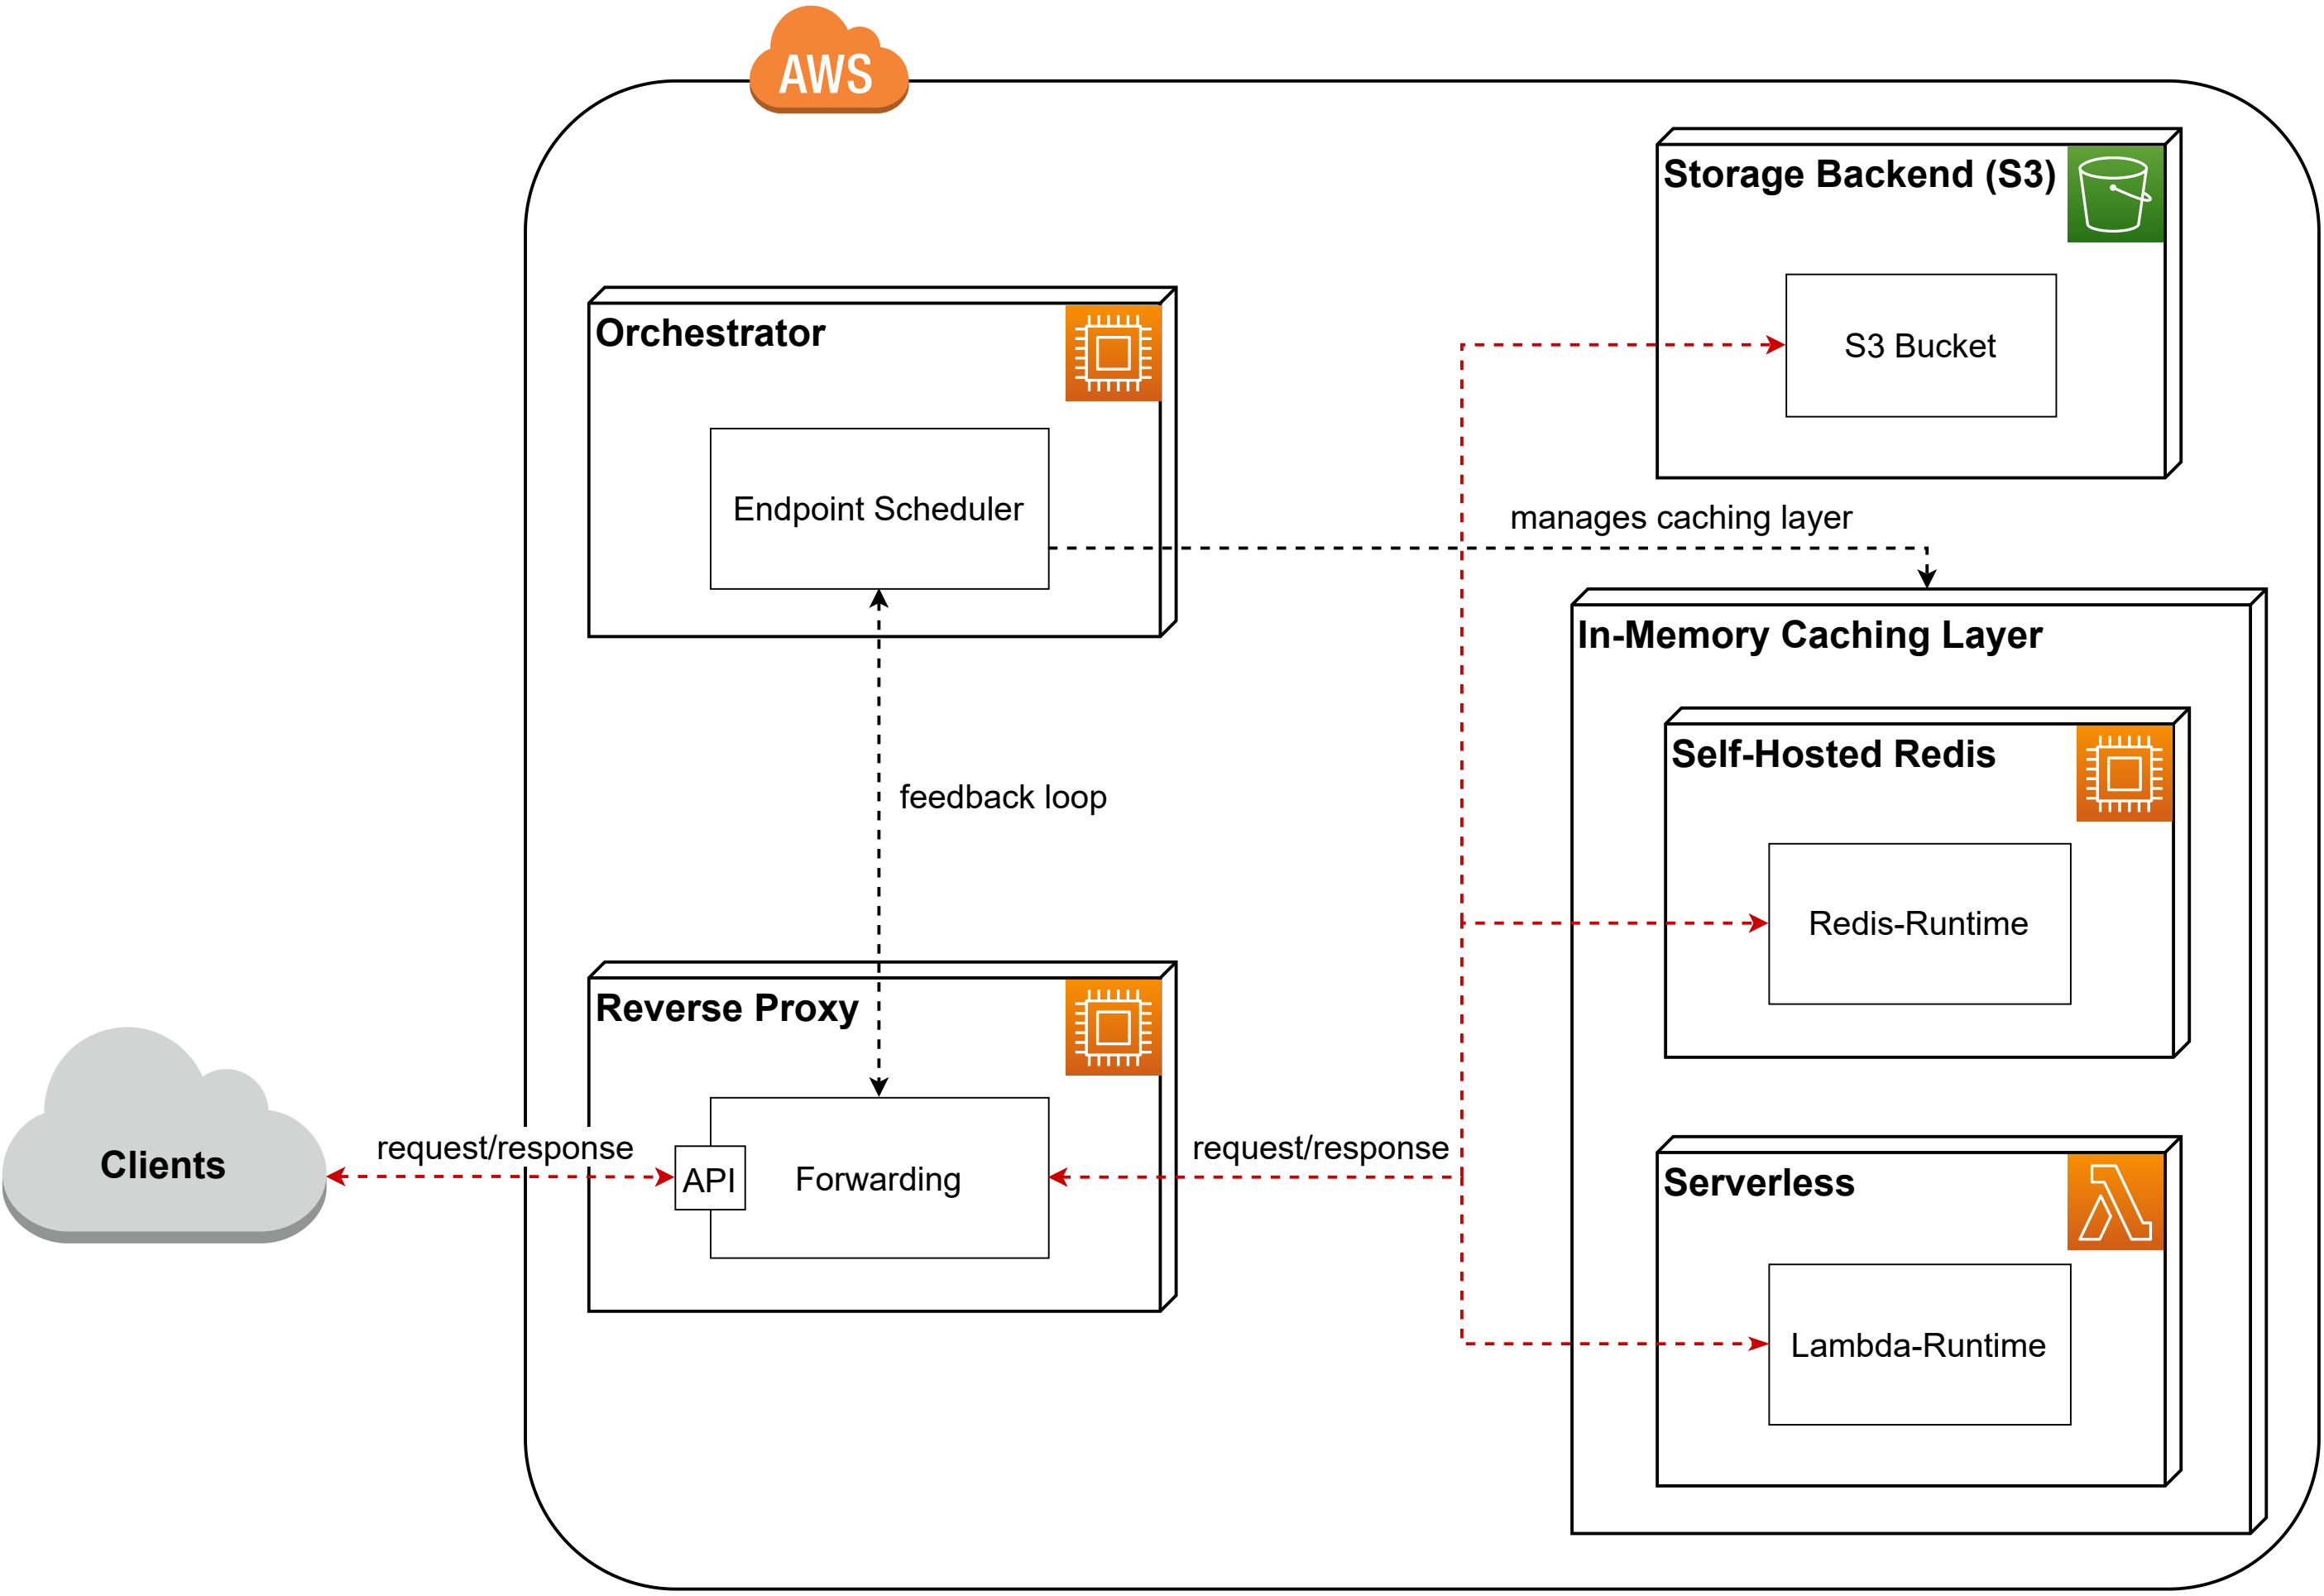 AWS
Storage Backend (S3)
S3 Bucket
Orchestrator
Endpoint Scheduler
manages caching layer
In-Memory Caching Layer
Self-Hosted Redis
Redis-Runtime
feedback loop
Reverse Proxy
Clients
request/response
API
Forwarding
request/response
Serverless
Lambda-Runtime